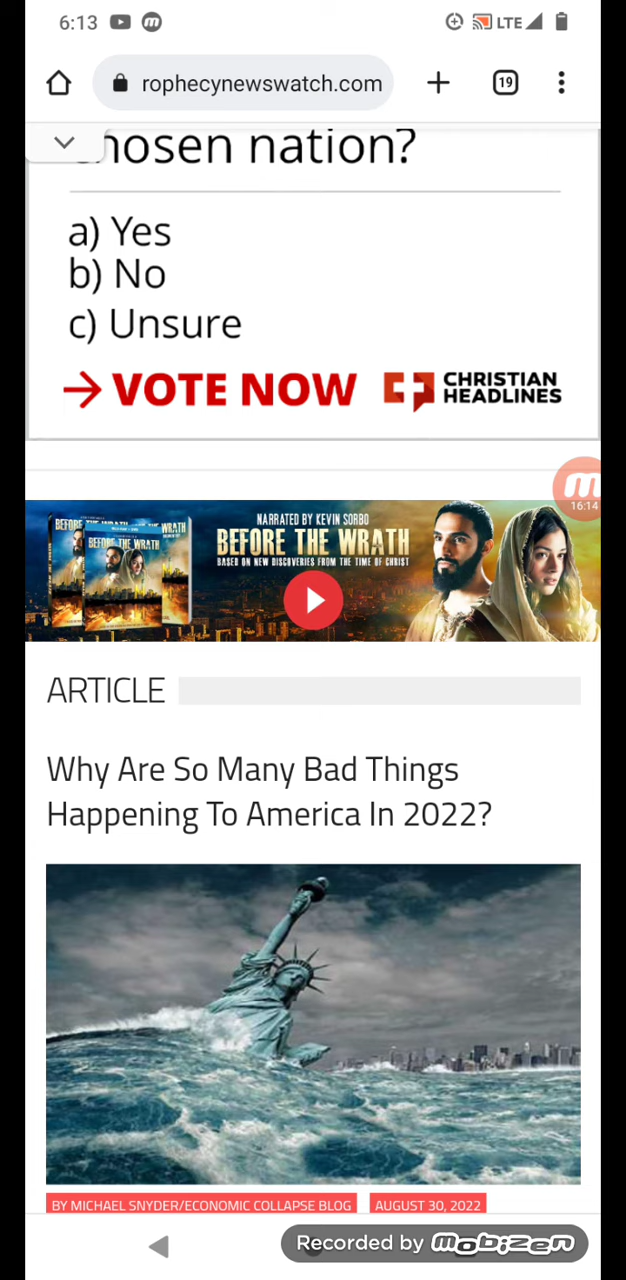 6:13
LTE
rophecynewswatch.com
19
chosen nation?
a) Yes
b) No
c) Unsure
→ VOTE NOW
CHRISTIAN
HEADLINES
16:14
NARRATED BY KEVIN SORBO
BEFORE THE WRATH
BASED ON NEW DISCOVERIES FROM THE TIME OF CHRIST
BEFORE THE WRATH
ARTICLE
Why Are So Many Bad Things
Happening To America In 2022?
BY MICHAEL SNYDER/ECONOMIC COLLAPSE BLOG
AUGUST 30, 2022
Recorded by mobizen